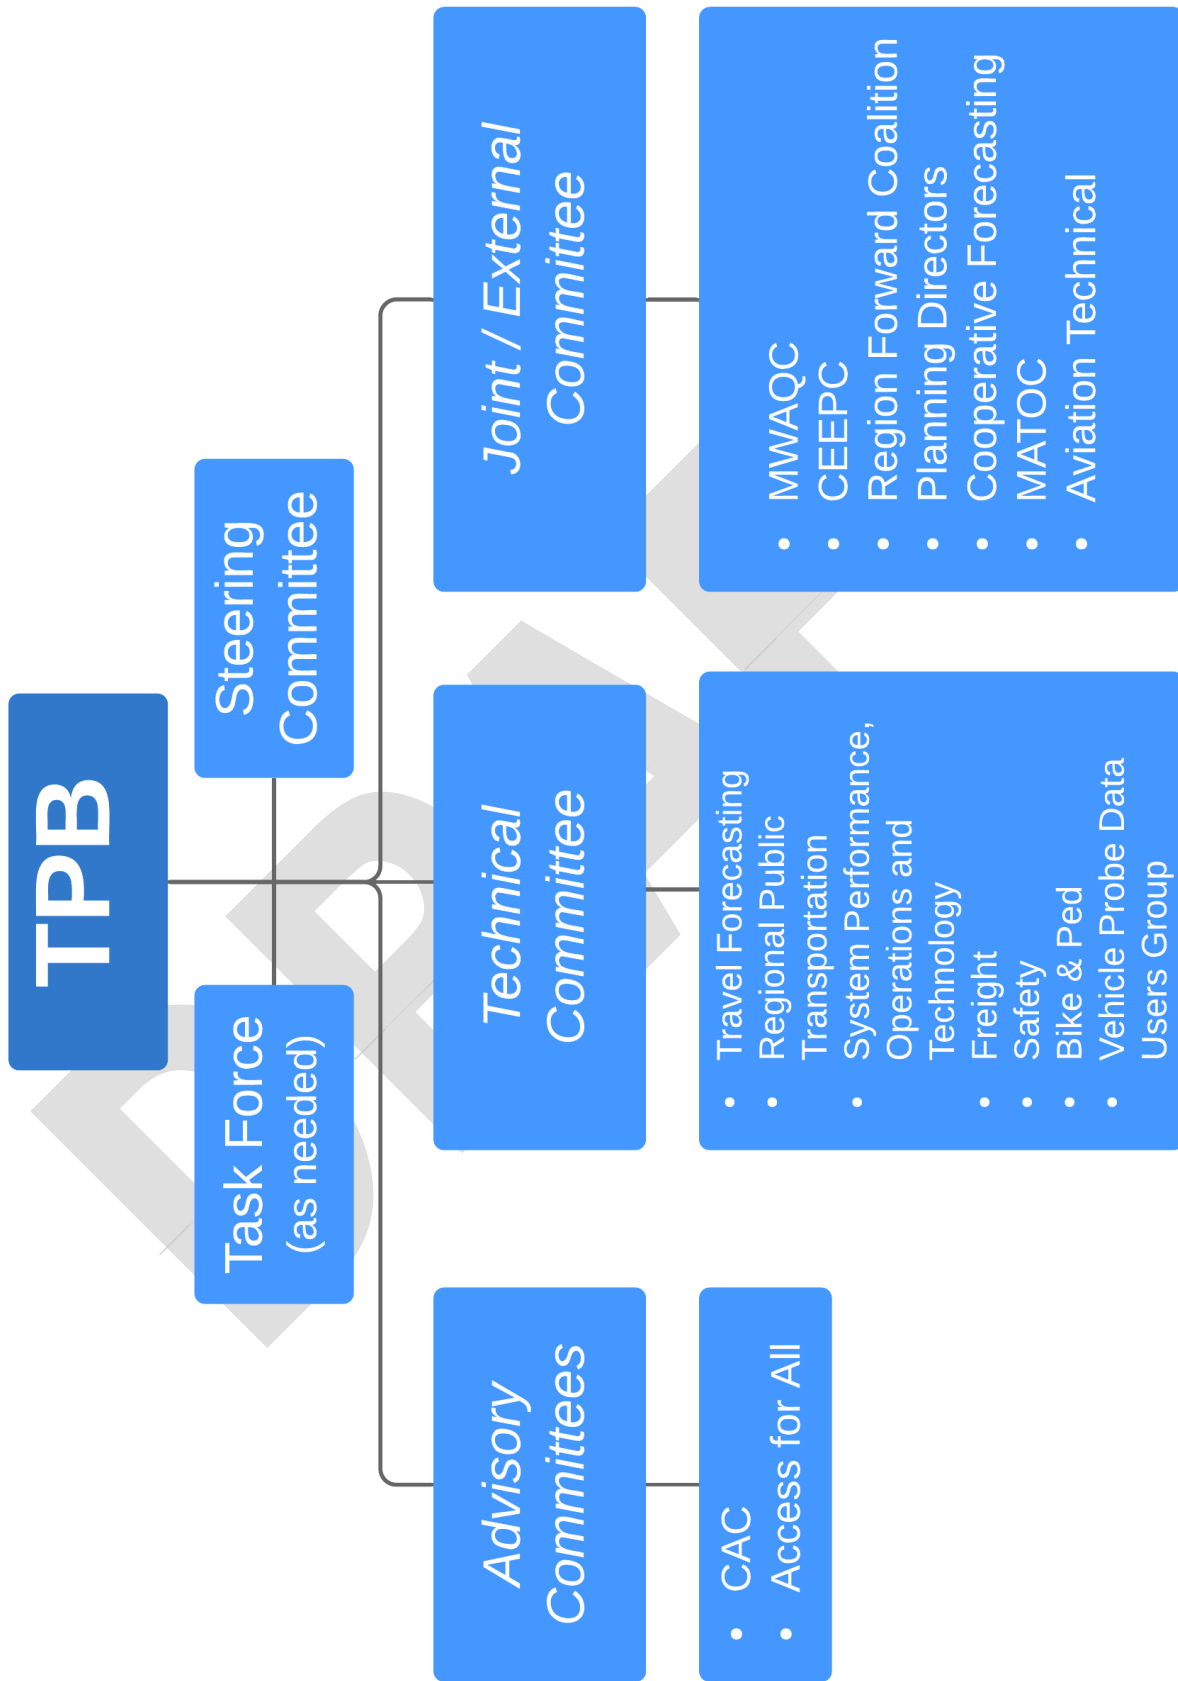 TPB
Task Force
(as needed)
Steering
Committee
Advisory
Committees
Technical
Committee
Joint / External
Committee
• CAC
• Access for All
• Travel Forecasting
• Regional Public
Transportation
• System Performance,
Operations and
Technology
• Freight
• Safety
• Bike & Ped
• Vehicle Probe Data
Users Group
• MWAQC
• CEEPC
• Region Forward Coalition
• Planning Directors
• Cooperative Forecasting
• MATOC
• Aviation Technical
DRAFT